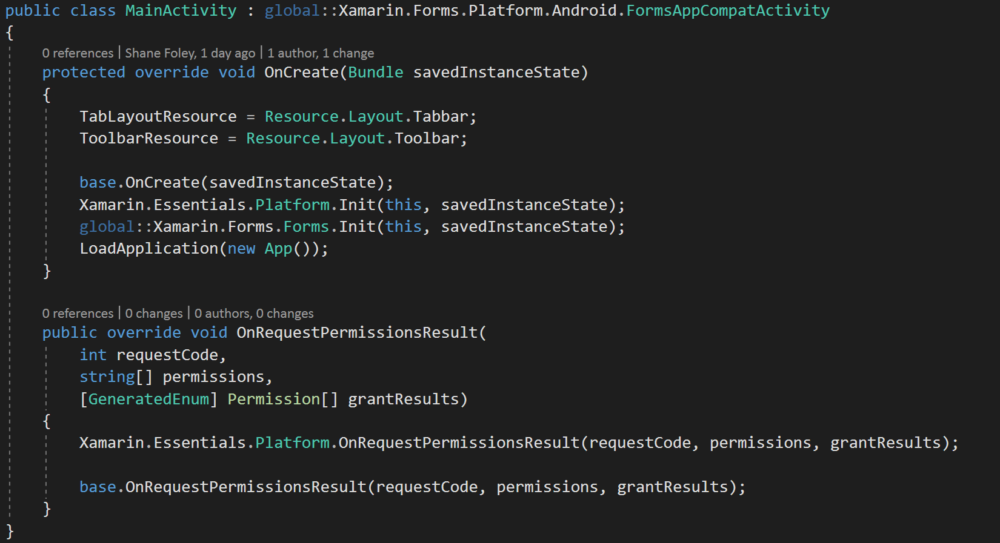 public class MainActivity : global::Xamarin.Forms.Platform.Android.FormsAppCompatActivity
{
0 references | Shane Foley, 1 day ago | 1 author, 1 change
protected override void OnCreate(Bundle savedInstanceState)
{
TabLayoutResource = Resource.Layout.Tabbar;
ToolbarResource = Resource.Layout.Toolbar;
base.OnCreate(savedInstanceState);
Xamarin.Essentials.Platform.Init(this, savedInstanceState);
global::Xamarin.Forms.Forms.Init(this, savedInstanceState);
LoadApplication(new App());
}
0 references | 0 changes | 0 authors, 0 changes
public override void OnRequestPermissionsResult(
int requestCode,
string[] permissions,
[GeneratedEnum] Permission[] grantResults)
{
Xamarin.Essentials.Platform.OnRequestPermissionsResult(requestCode, permissions, grantResults);
base.OnRequestPermissionsResult(requestCode, permissions, grantResults);
}
}